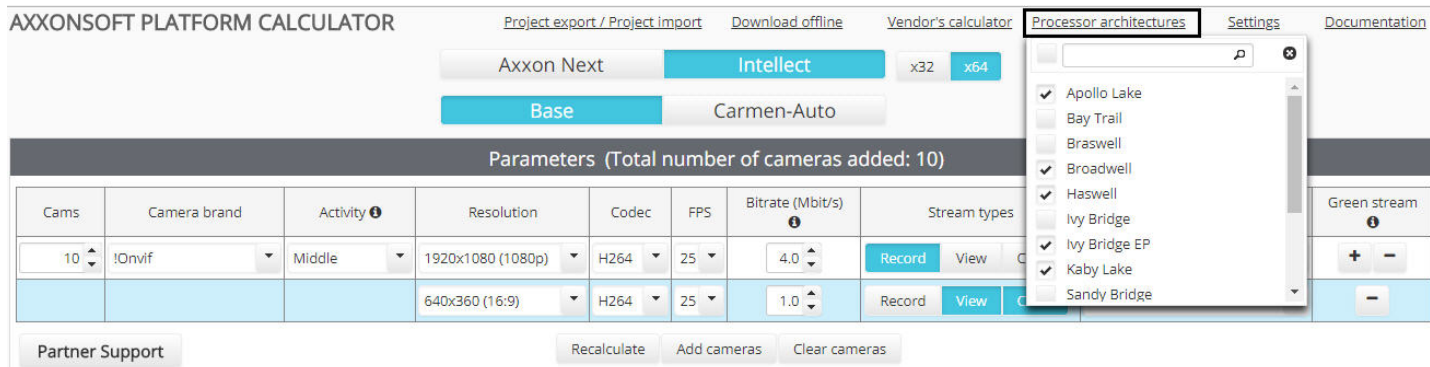 AXXONSOFT PLATFORM CALCULATOR
Project export / Project import
Download offline
Vendor's calculator
Processor architectures
Settings
Documentation
Axxon Next
Intellect
x32
x64
Base
Carmen-Auto
Apollo Lake
Bay Trail
Braswell
Broadwell
Haswell
Ivy Bridge
Ivy Bridge EP
Kaby Lake
Sandy Bridge
Parameters (Total number of cameras added: 10)
Cams
Camera brand
Activity
Resolution
Codec
FPS
Bitrate (Mbit/s)
Stream types
Green stream
10
!Onvif
Middle
1920x1080 (1080p)
H264
25
4.0
Record
View
+
−
640x360 (16:9)
H264
25
1.0
Record
View
−
Partner Support
Recalculate
Add cameras
Clear cameras